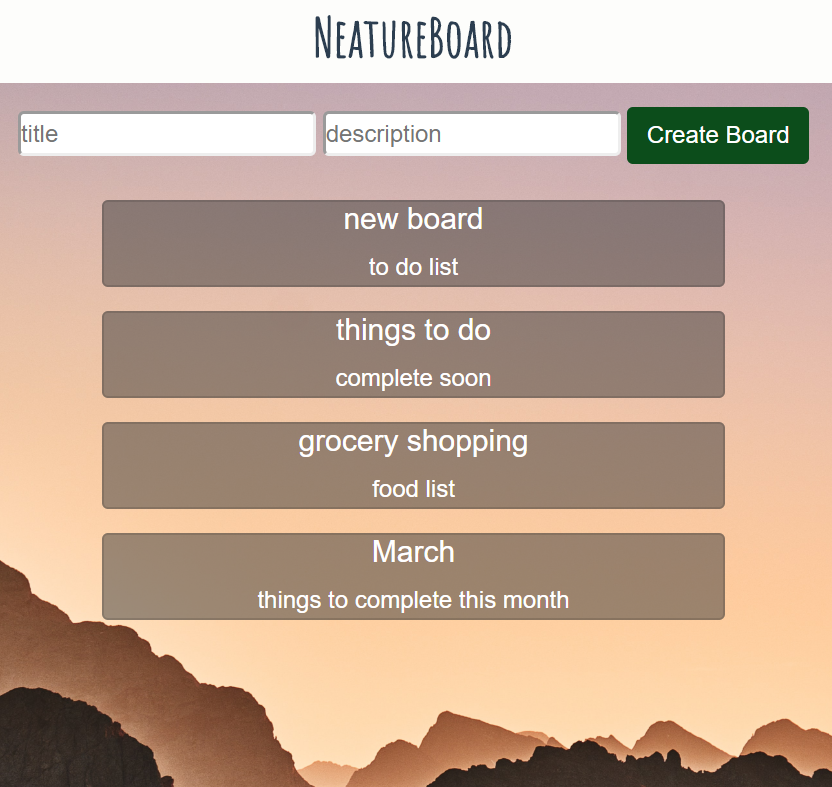 NeatureBoard
title description Create Board
new board
to do list
things to do
complete soon
grocery shopping
food list
March
things to complete this month